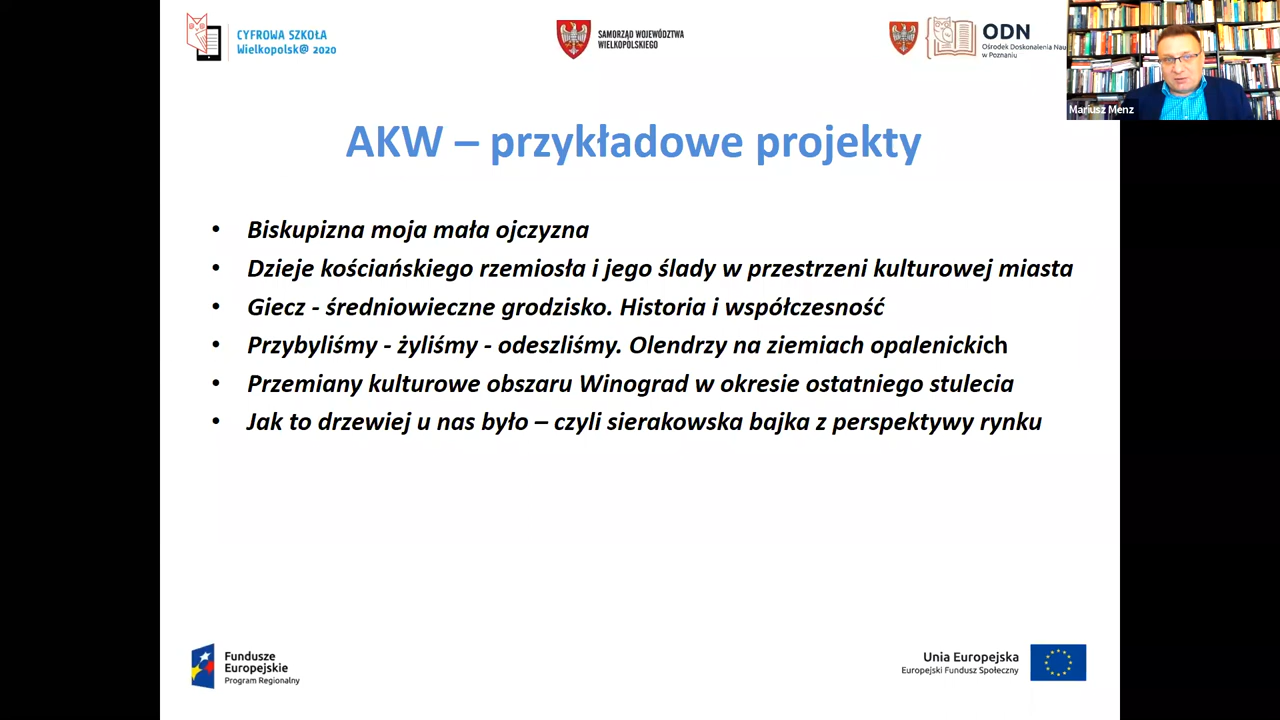 CYFROWA SZKOŁA
Wielkopolsk@ 2020
SAMORZĄD WOJEWÓDZTWA
WIELKOPOLSKIEGO
ODN
Ośrodek Doskonalenia Nau
w Poznaniu
Mariusz Menz
AKW – przykładowe projekty
• Biskupizna moja mała ojczyzna
• Dzieje kościańskiego rzemiosła i jego ślady w przestrzeni kulturowej miasta
• Giecz - średniowieczne grodzisko. Historia i współczesność
• Przybyliśmy - żyliśmy - odeszliśmy. Olendrzy na ziemiach opalenickich
• Przemiany kulturowe obszaru Winograd w okresie ostatniego stulecia
• Jak to drzewiej u nas było – czyli sierakowska bajka z perspektywy rynku
Fundusze
Europejskie
Program Regionalny
Unia Europejska
Europejski Fundusz Społeczny